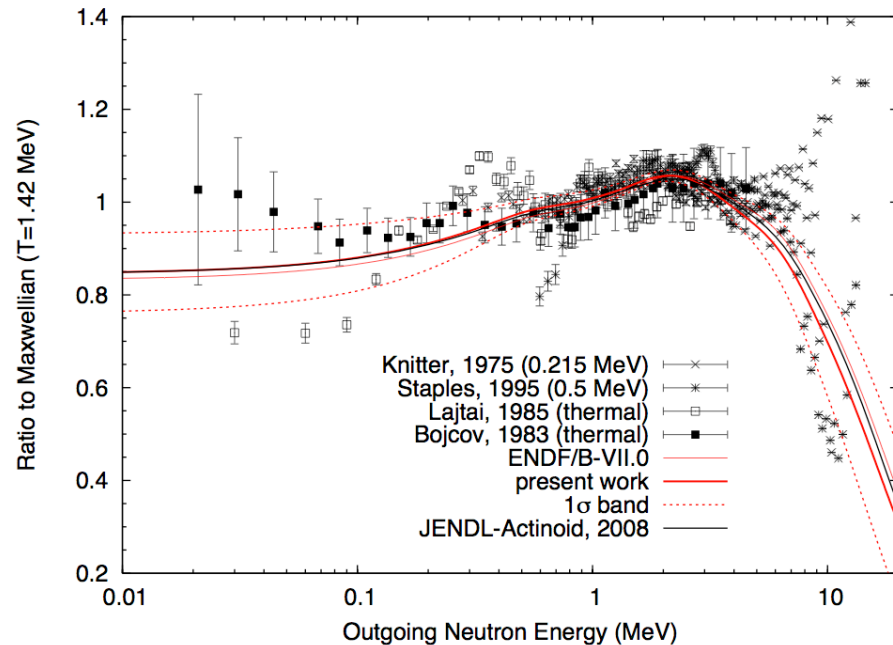 1.4
1.2
1
0.8
0.6
0.4
0.2
Ratio to Maxwellian (T=1.42 MeV)
Knitter, 1975 (0.215 MeV)
Staples, 1995 (0.5 MeV)
Lajtai, 1985 (thermal)
Bojcov, 1983 (thermal)
ENDF/B-VII.0
present work
1σ band
JENDL-Actinoid, 2008
0.01 0.1 1 10
Outgoing Neutron Energy (MeV)